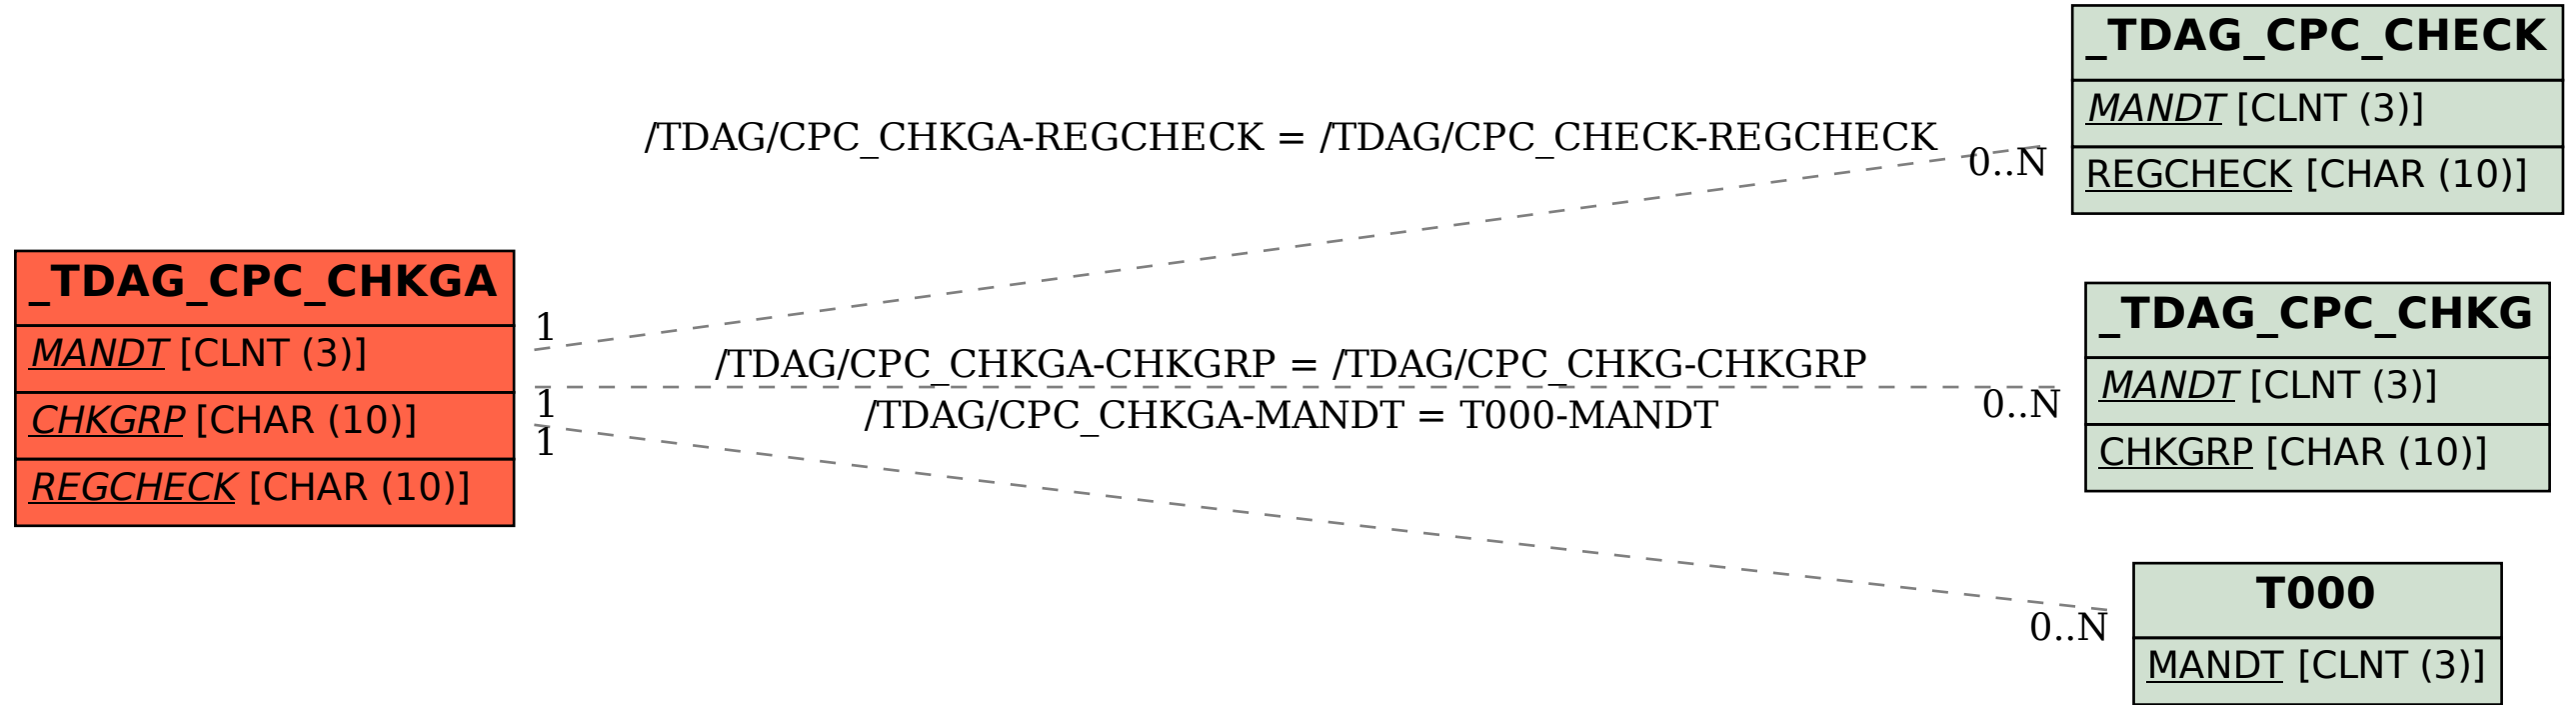 _TDAG_CPC_CHKGA
MANDT [CLNT (3)]
CHKGRP [CHAR (10)]
REGCHECK [CHAR (10)]
/TDAG/CPC_CHKGA-REGCHECK = /TDAG/CPC_CHECK-REGCHECK
1
0..N
/TDAG/CPC_CHKGA-CHKGRP = /TDAG/CPC_CHKG-CHKGRP
1
0..N
/TDAG/CPC_CHKGA-MANDT = T000-MANDT
1
0..N
_TDAG_CPC_CHECK
MANDT [CLNT (3)]
REGCHECK [CHAR (10)]
_TDAG_CPC_CHKG
MANDT [CLNT (3)]
CHKGRP [CHAR (10)]
T000
MANDT [CLNT (3)]